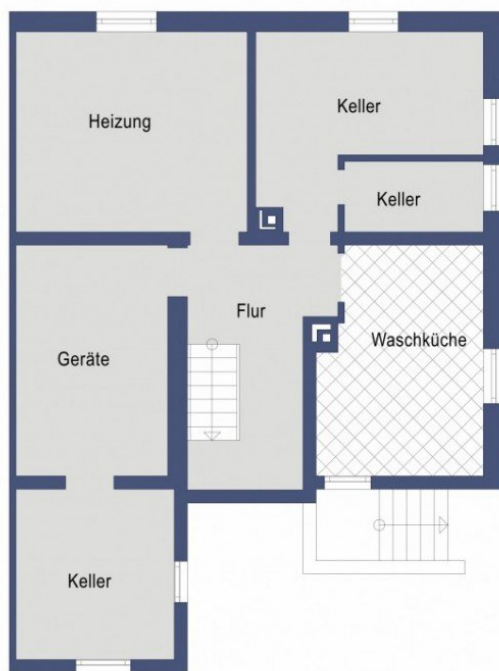 Heizung
Keller
Keller
Flur
Waschküche
Geräte
Keller